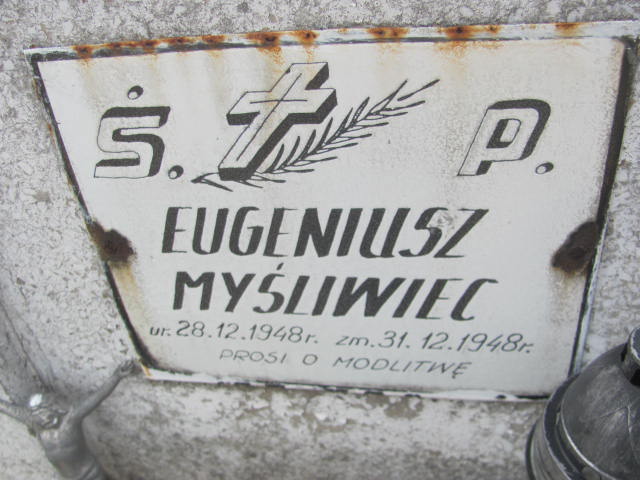 Ś. P.
EUGENIUSZ
MYŚLIWIEC
ur. 28.12.1948r. zm. 31.12.1948r.
PROSI O MODLITWĘ